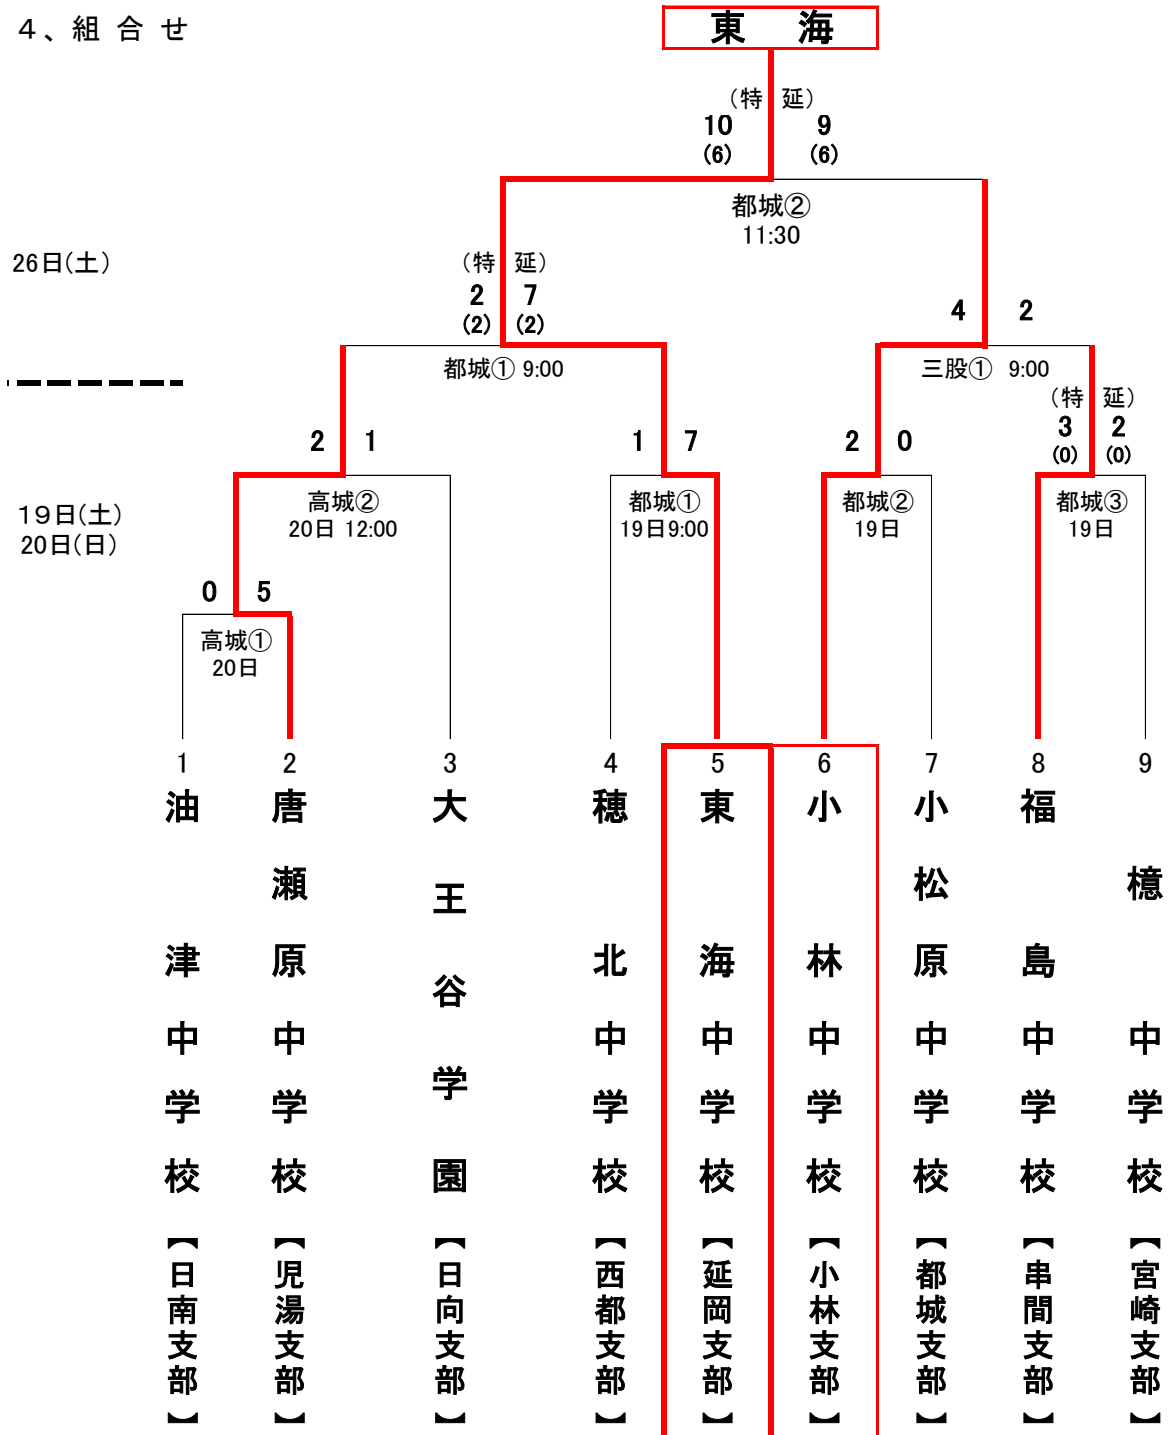 4、組 合 せ
東 海
(特 延)
10 9
(6) (6)
都城②
11:30
26日(土)
(特 延)
2 7
(2) (2)
4 2
都城① 9:00
三股① 9:00
(特 延)
3 2
(0) (0)
2 1
1 7
2 0
高城②
20日 12:00
都城①
19日9:00
都城②
19日
都城③
19日
19日(土)
20日(日)
0 5
高城①
20日
1 2 3 4 5 6 7 8 9
油津中学校【日南支部】
唐瀬原中学校【児湯支部】
大王谷学園【日向支部】
穂北中学校【西都支部】
東海中学校【延岡支部】
小林中学校【小林支部】
小松原中学校【都城支部】
福島中学校【串間支部】
檍中学校【宮崎支部】